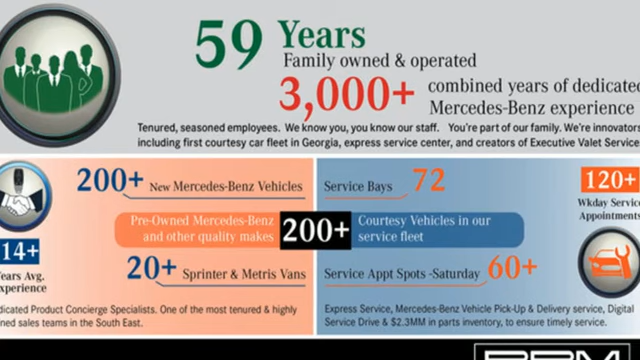 59 Years
Family owned & operated
3,000+ combined years of dedicated
Mercedes-Benz experience
Tenured, seasoned employees. We know you, you know our staff. You're part of our family. We're innovators
including first courtesy car fleet in Georgia, express service center, and creators of Executive Valet Service
200+ New Mercedes-Benz Vehicles
Service Bays 72
120+
Wkday Service
Appointments
Pre-Owned Mercedes-Benz
and other quality makes
200+
Courtesy Vehicles in our
service fleet
14+
Years Avg.
Experience
20+ Sprinter & Metris Vans
Service Appt Spots -Saturday 60+
dicated Product Concierge Specialists. One of the most tenured & highly
ned sales teams in the South East.
Express Service, Mercedes-Benz Vehicle Pick-Up & Delivery service, Digital
Service Drive & $2.3MM in parts inventory, to ensure timely service.